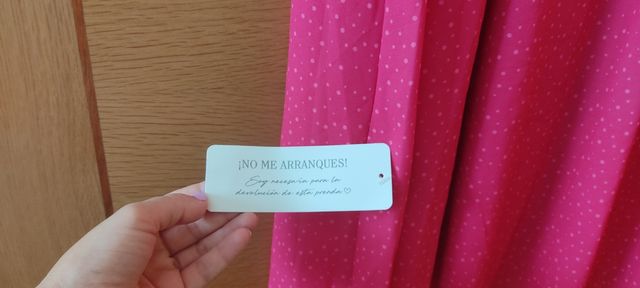 ¡NO ME ARRANQUES!
Soy necesaria para la
devolución de esta prenda♡